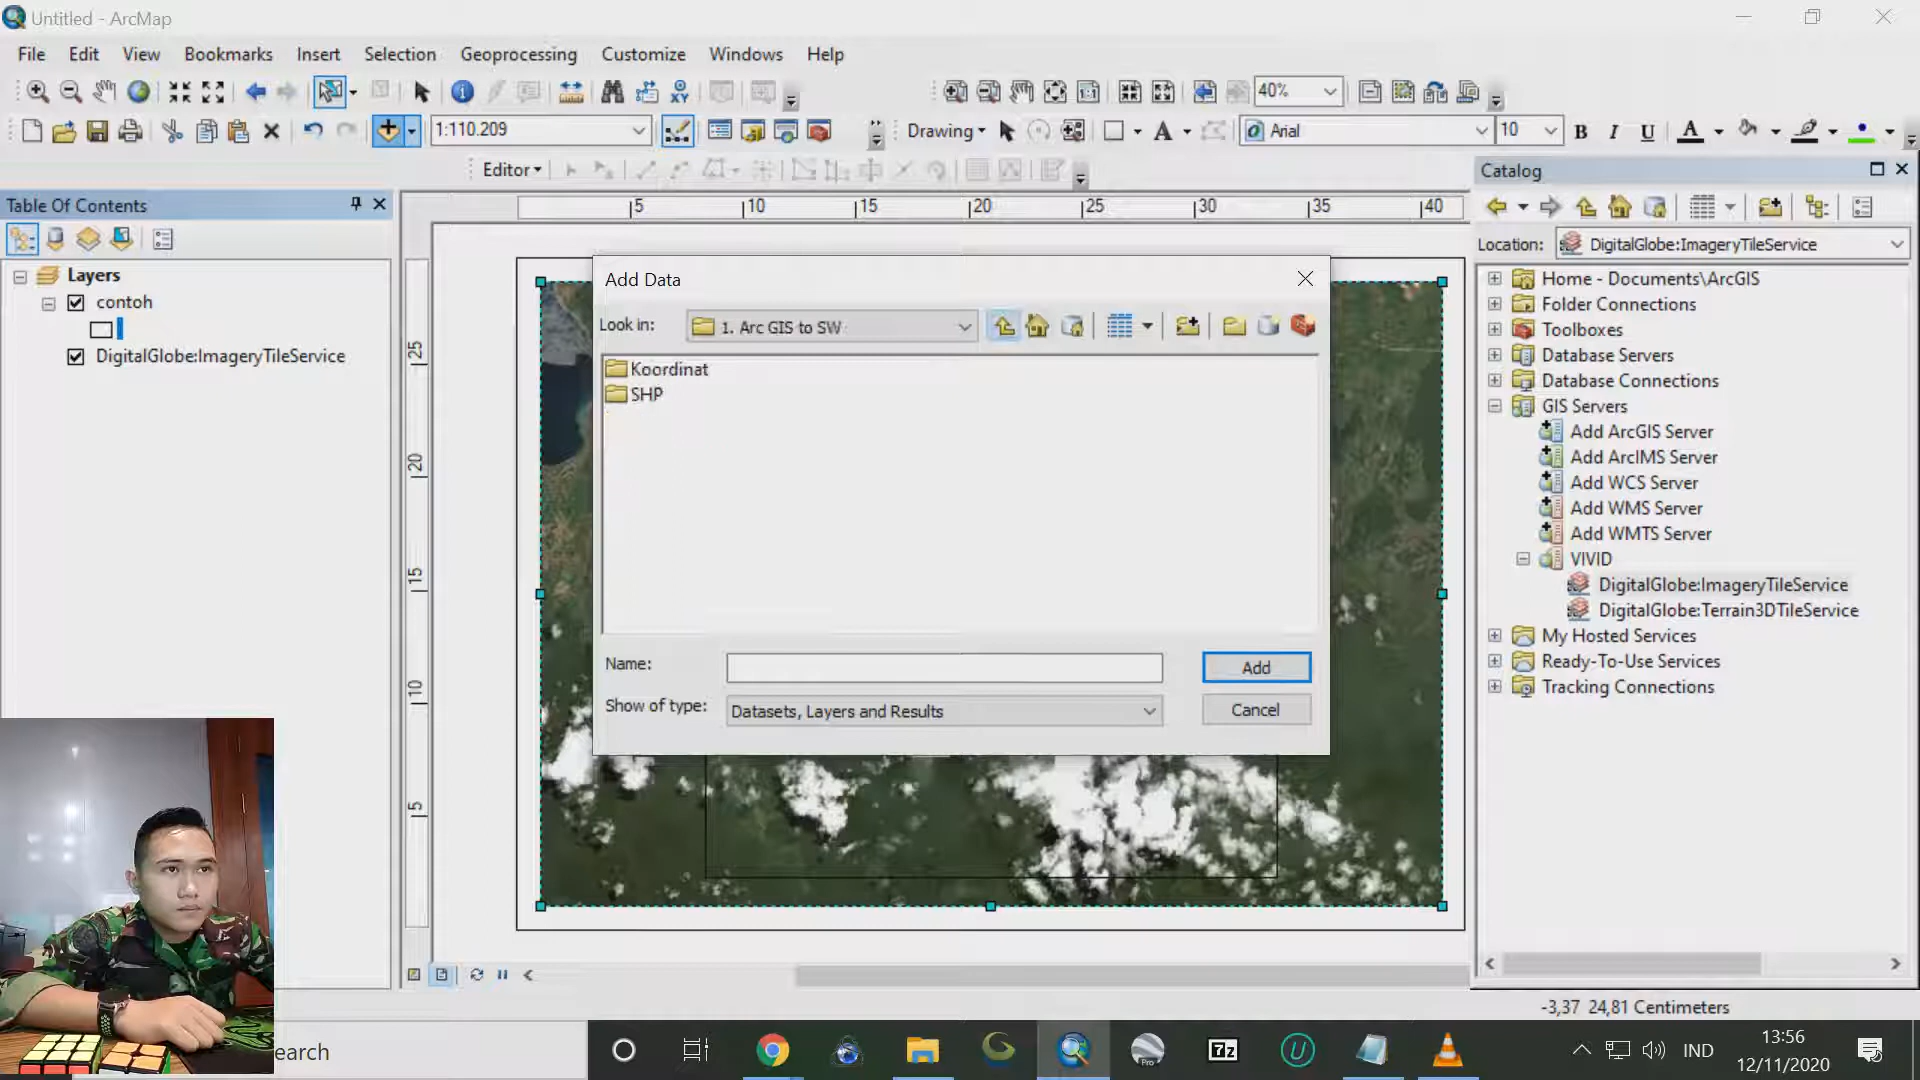 Untitled - ArcMap
File Edit View Bookmarks Insert Selection Geoprocessing Customize Windows Help
40%
1:110.209
Drawing
Arial
10
B I U A
Editor
Table Of Contents
Layers
contoh
DigitalGlobe:ImageryTileService
5 10 15 20 25 30 35 40
25
20
15
10
5
Add Data
Look in: 1. Arc GIS to SW
Koordinat
SHP
Name:
Add
Show of type: Datasets, Layers and Results
Cancel
Catalog
Location: DigitalGlobe:ImageryTileService
Home - Documents\ArcGIS
Folder Connections
Toolboxes
Database Servers
Database Connections
GIS Servers
Add ArcGIS Server
Add ArcIMS Server
Add WCS Server
Add WMS Server
Add WMTS Server
VIVID
DigitalGlobe:ImageryTileService
DigitalGlobe:Terrain3DTileService
My Hosted Services
Ready-To-Use Services
Tracking Connections
-3,37 24,81 Centimeters
earch
Pro
7z
U
IND
13:56
12/11/2020